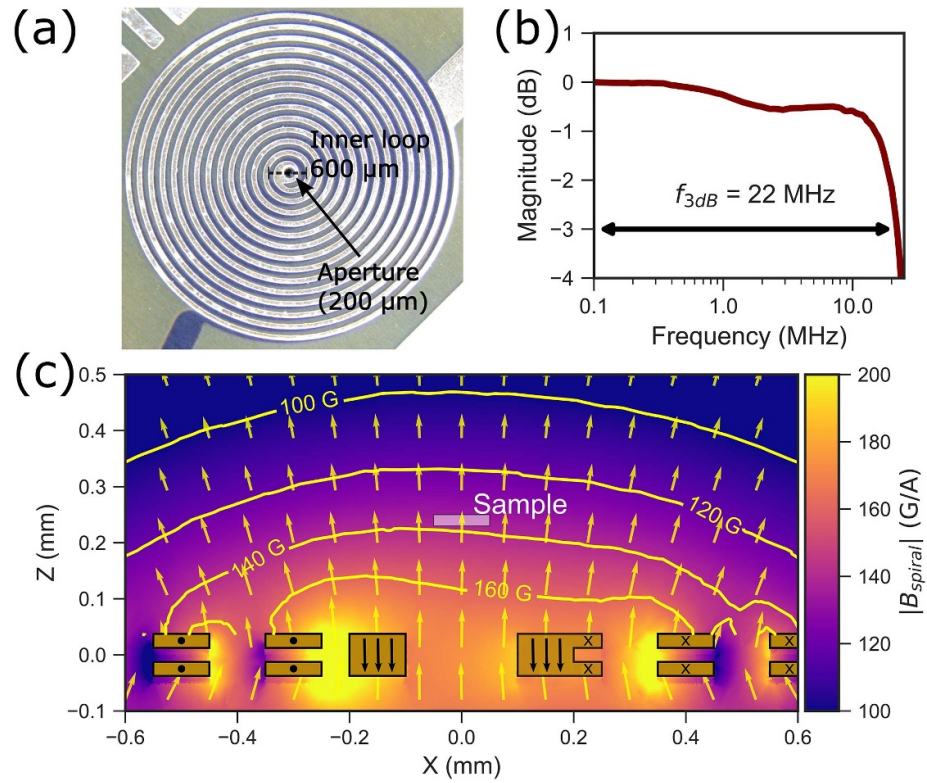 (a)
Inner loop
600 µm
Aperture
(200 µm)
(b)
Magnitude (dB)
1
0
-1
-2
-3
-4
f3dB = 22 MHz
0.1
1.0
10.0
Frequency (MHz)
(c)
Z (mm)
0.5
0.4
0.3
0.2
0.1
0.0
-0.1
100 G
120 G
140 G
160 G
Sample
x
x
x
x
x
x
-0.6
-0.4
-0.2
0.0
0.2
0.4
0.6
X (mm)
200
180
160
140
120
100
|Bspiral| (G/A)